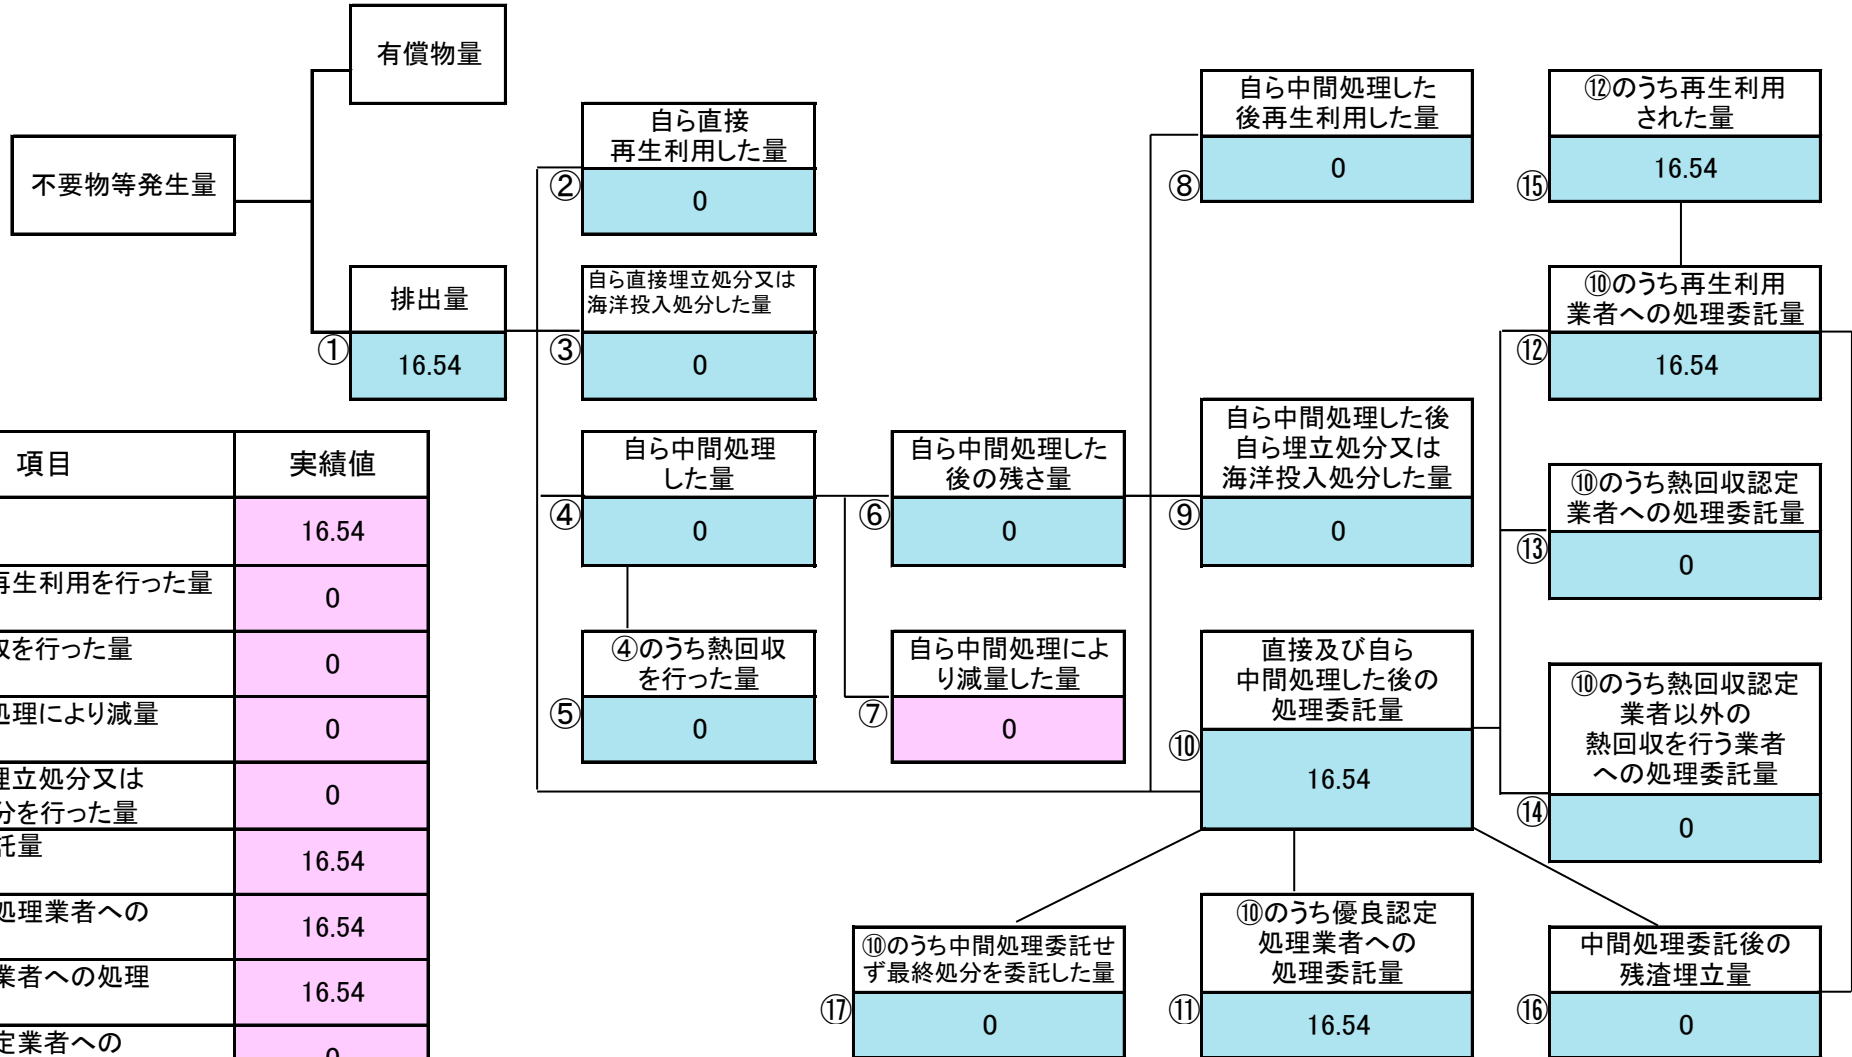 有償物量
不要物等発生量
排出量
①
16.54
自ら直接
再生利用した量
②
0
自ら直接埋立処分又は
海洋投入処分した量
③
0
自ら中間処理
した量
④
0
④のうち熱回収
を行った量
⑤
0
自ら中間処理した
後の残さ量
⑥
0
自ら中間処理によ
り減量した量
⑦
0
自ら中間処理した
後再生利用した量
⑧
0
自ら中間処理した後
自ら埋立処分又は
海洋投入処分した量
⑨
0
直接及び自ら
中間処理した後の
処理委託量
⑩
16.54
⑩のうち優良認定
処理業者への
処理委託量
⑪
16.54
⑩のうち再生利用
業者への処理委託量
⑫
16.54
⑩のうち熱回収認定
業者への処理委託量
⑬
0
⑩のうち熱回収認定
業者以外の
熱回収を行う業者
への処理委託量
⑭
0
⑫のうち再生利用
された量
⑮
16.54
中間処理委託後の
残渣埋立量
⑯
0
⑩のうち中間処理委託せ
ず最終処分を委託した量
⑰
0
項目 実績値
16.54
再生利用を行った量 0
を行った量 0
処理により減量 0
埋立処分又は
を行った量 0
託量 16.54
処理業者への 16.54
業者への処理 16.54
定業者への 0